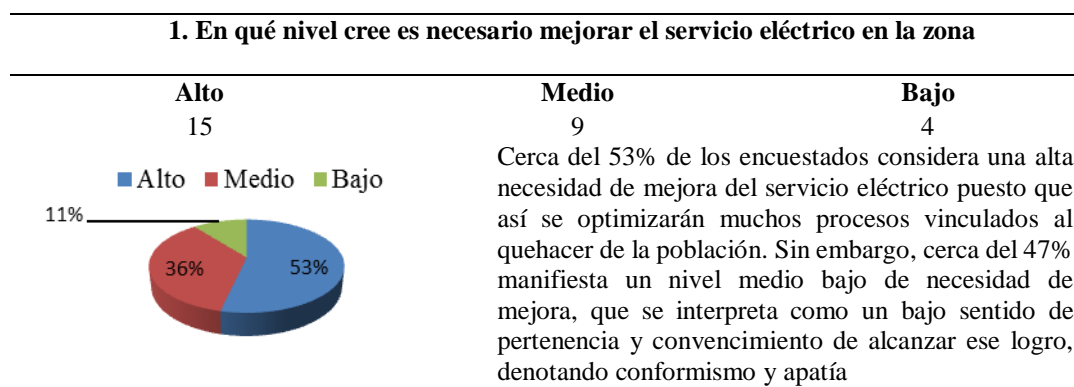 1. En qué nivel cree es necesario mejorar el servicio eléctrico en la zona
Alto Medio Bajo
15 9 4
Alto Medio Bajo
11%
36%
53%
Cerca del 53% de los encuestados considera una alta
necesidad de mejora del servicio eléctrico puesto que
así se optimizarán muchos procesos vinculados al
quehacer de la población. Sin embargo, cerca del 47%
manifiesta un nivel medio bajo de necesidad de
mejora, que se interpreta como un bajo sentido de
pertenencia y convencimiento de alcanzar ese logro,
denotando conformismo y apatía